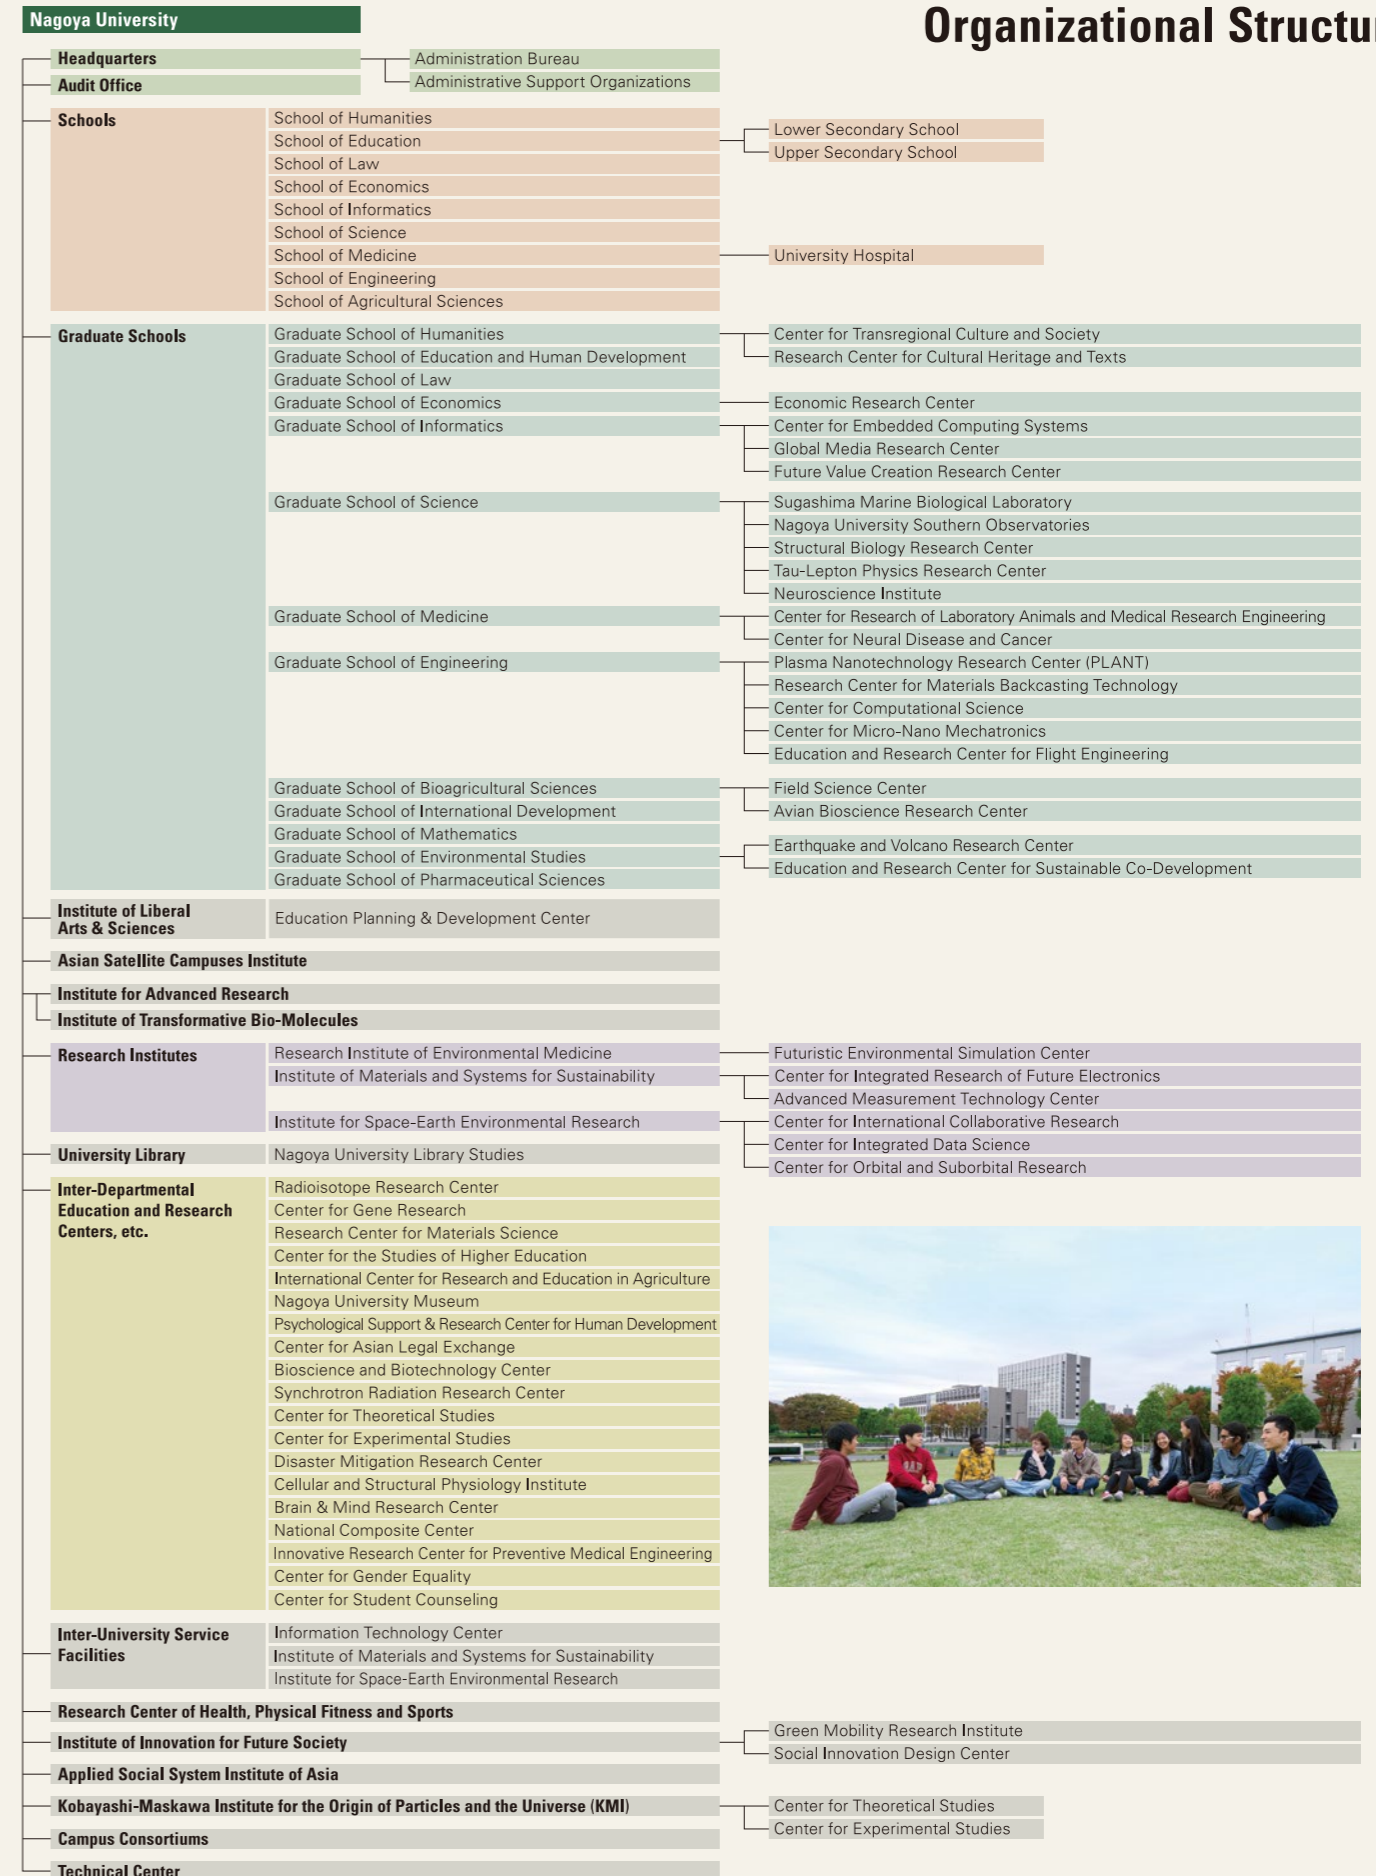 Nagoya University
Organizational Structu
Headquarters
Administration Bureau
Audit Office
Administrative Support Organizations
Schools
School of Humanities
School of Education
Lower Secondary School
Upper Secondary School
School of Law
School of Economics
School of Informatics
School of Science
School of Medicine
University Hospital
School of Engineering
School of Agricultural Sciences
Graduate Schools
Graduate School of Humanities
Center for Transregional Culture and Society
Graduate School of Education and Human Development
Research Center for Cultural Heritage and Texts
Graduate School of Law
Graduate School of Economics
Economic Research Center
Graduate School of Informatics
Center for Embedded Computing Systems
Global Media Research Center
Future Value Creation Research Center
Graduate School of Science
Sugashima Marine Biological Laboratory
Nagoya University Southern Observatories
Structural Biology Research Center
Tau-Lepton Physics Research Center
Neuroscience Institute
Graduate School of Medicine
Center for Research of Laboratory Animals and Medical Research Engineering
Center for Neural Disease and Cancer
Graduate School of Engineering
Plasma Nanotechnology Research Center (PLANT)
Research Center for Materials Backcasting Technology
Center for Computational Science
Center for Micro-Nano Mechatronics
Education and Research Center for Flight Engineering
Graduate School of Bioagricultural Sciences
Field Science Center
Graduate School of International Development
Avian Bioscience Research Center
Graduate School of Mathematics
Earthquake and Volcano Research Center
Graduate School of Environmental Studies
Education and Research Center for Sustainable Co-Development
Graduate School of Pharmaceutical Sciences
Institute of Liberal
Arts & Sciences
Education Planning & Development Center
Asian Satellite Campuses Institute
Institute for Advanced Research
Institute of Transformative Bio-Molecules
Research Institutes
Research Institute of Environmental Medicine
Futuristic Environmental Simulation Center
Institute of Materials and Systems for Sustainability
Center for Integrated Research of Future Electronics
Advanced Measurement Technology Center
Institute for Space-Earth Environmental Research
Center for International Collaborative Research
Center for Integrated Data Science
Center for Orbital and Suborbital Research
University Library
Nagoya University Library Studies
Inter-Departmental
Education and Research
Centers, etc.
Radioisotope Research Center
Center for Gene Research
Research Center for Materials Science
Center for the Studies of Higher Education
International Center for Research and Education in Agriculture
Nagoya University Museum
Psychological Support & Research Center for Human Development
Center for Asian Legal Exchange
Bioscience and Biotechnology Center
Synchrotron Radiation Research Center
Center for Theoretical Studies
Center for Experimental Studies
Disaster Mitigation Research Center
Cellular and Structural Physiology Institute
Brain & Mind Research Center
National Composite Center
Innovative Research Center for Preventive Medical Engineering
Center for Gender Equality
Center for Student Counseling
Inter-University Service
Facilities
Information Technology Center
Institute of Materials and Systems for Sustainability
Institute for Space-Earth Environmental Research
Research Center of Health, Physical Fitness and Sports
Institute of Innovation for Future Society
Green Mobility Research Institute
Social Innovation Design Center
Applied Social System Institute of Asia
Kobayashi-Maskawa Institute for the Origin of Particles and the Universe (KMI)
Center for Theoretical Studies
Center for Experimental Studies
Campus Consortiums
Technical Center